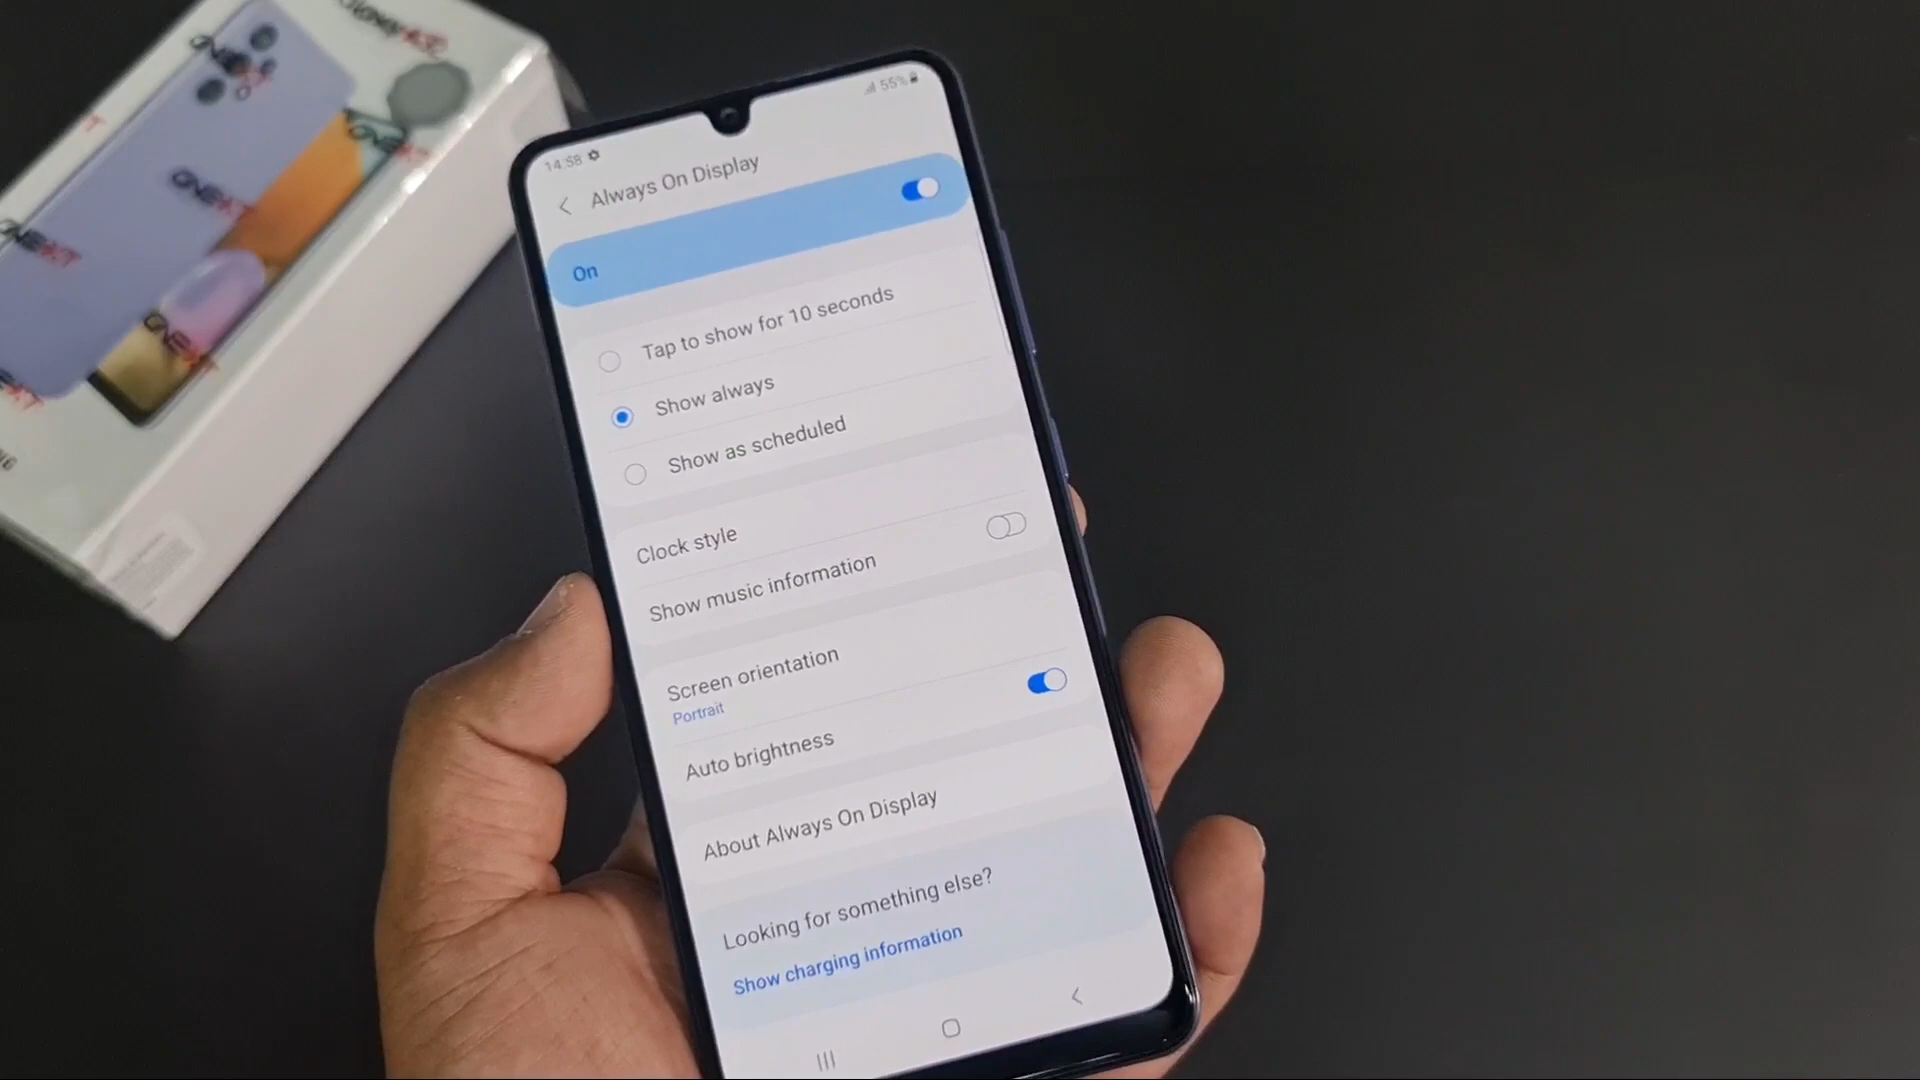 14:58
55%
Always On Display
On
Tap to show for 10 seconds
Show always
Show as scheduled
Clock style
Show music information
Screen orientation
Portrait
Auto brightness
About Always On Display
Looking for something else?
Show charging information